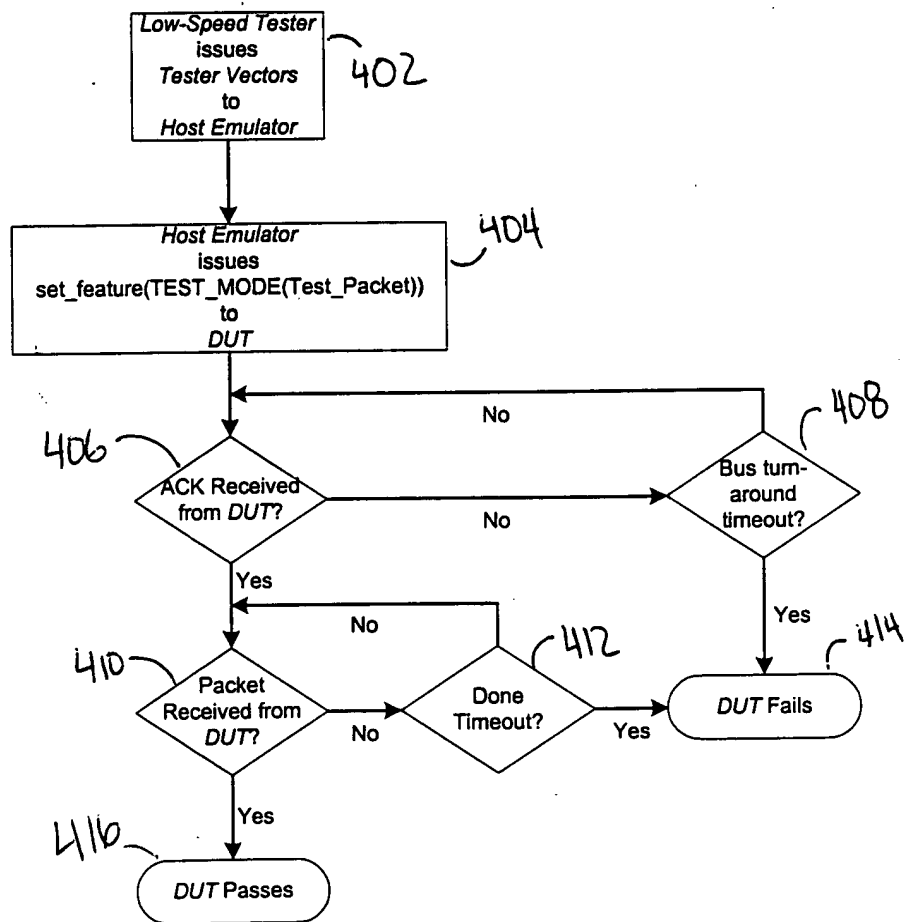 Low-Speed Tester
issues
Tester Vectors
to
Host Emulator
402
Host Emulator
issues
set_feature(TEST_MODE(Test_Packet))
to
DUT
404
No
408
406
ACK Received
from DUT?
No
Bus turn-
around
timeout?
Yes
No
Yes
410
412
414
Packet
Received from
DUT?
No
Done
Timeout?
Yes
DUT Fails
Yes
416
DUT Passes